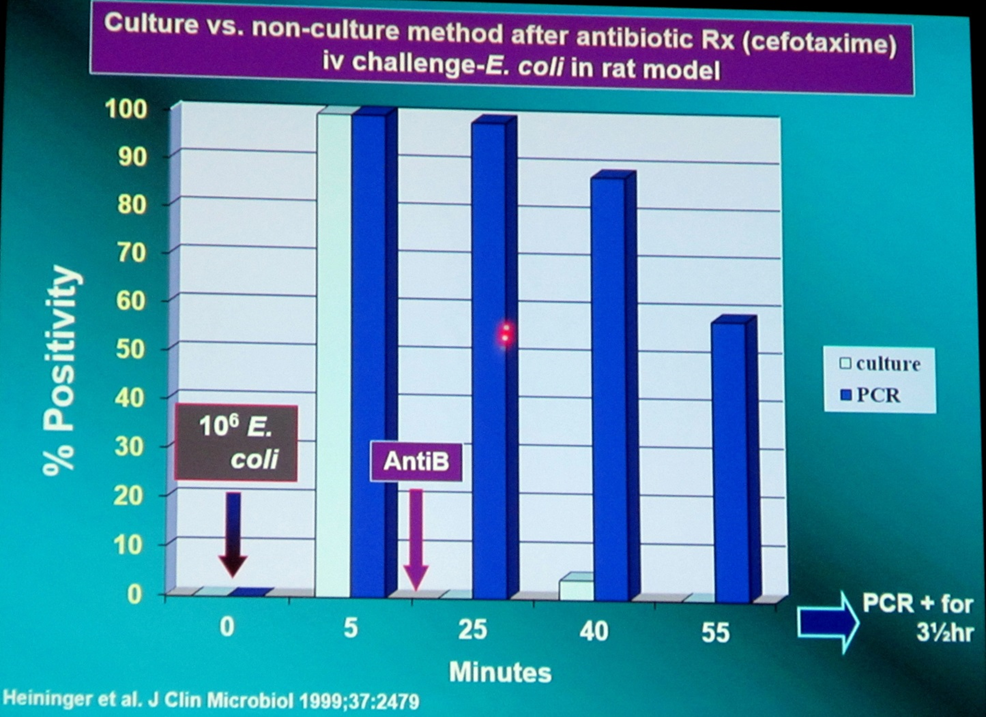 Culture vs. non-culture method after antibiotic Rx (cefotaxime)
iv challenge-E. coli in rat model
100
90
80
70
60
50
40
30
20
10
0
% Positivity
10⁶ E.
coli
AntiB
culture
PCR
0
5
25
40
55
Minutes
PCR + for
3½hr
Heininger et al. J Clin Microbiol 1999;37:2479